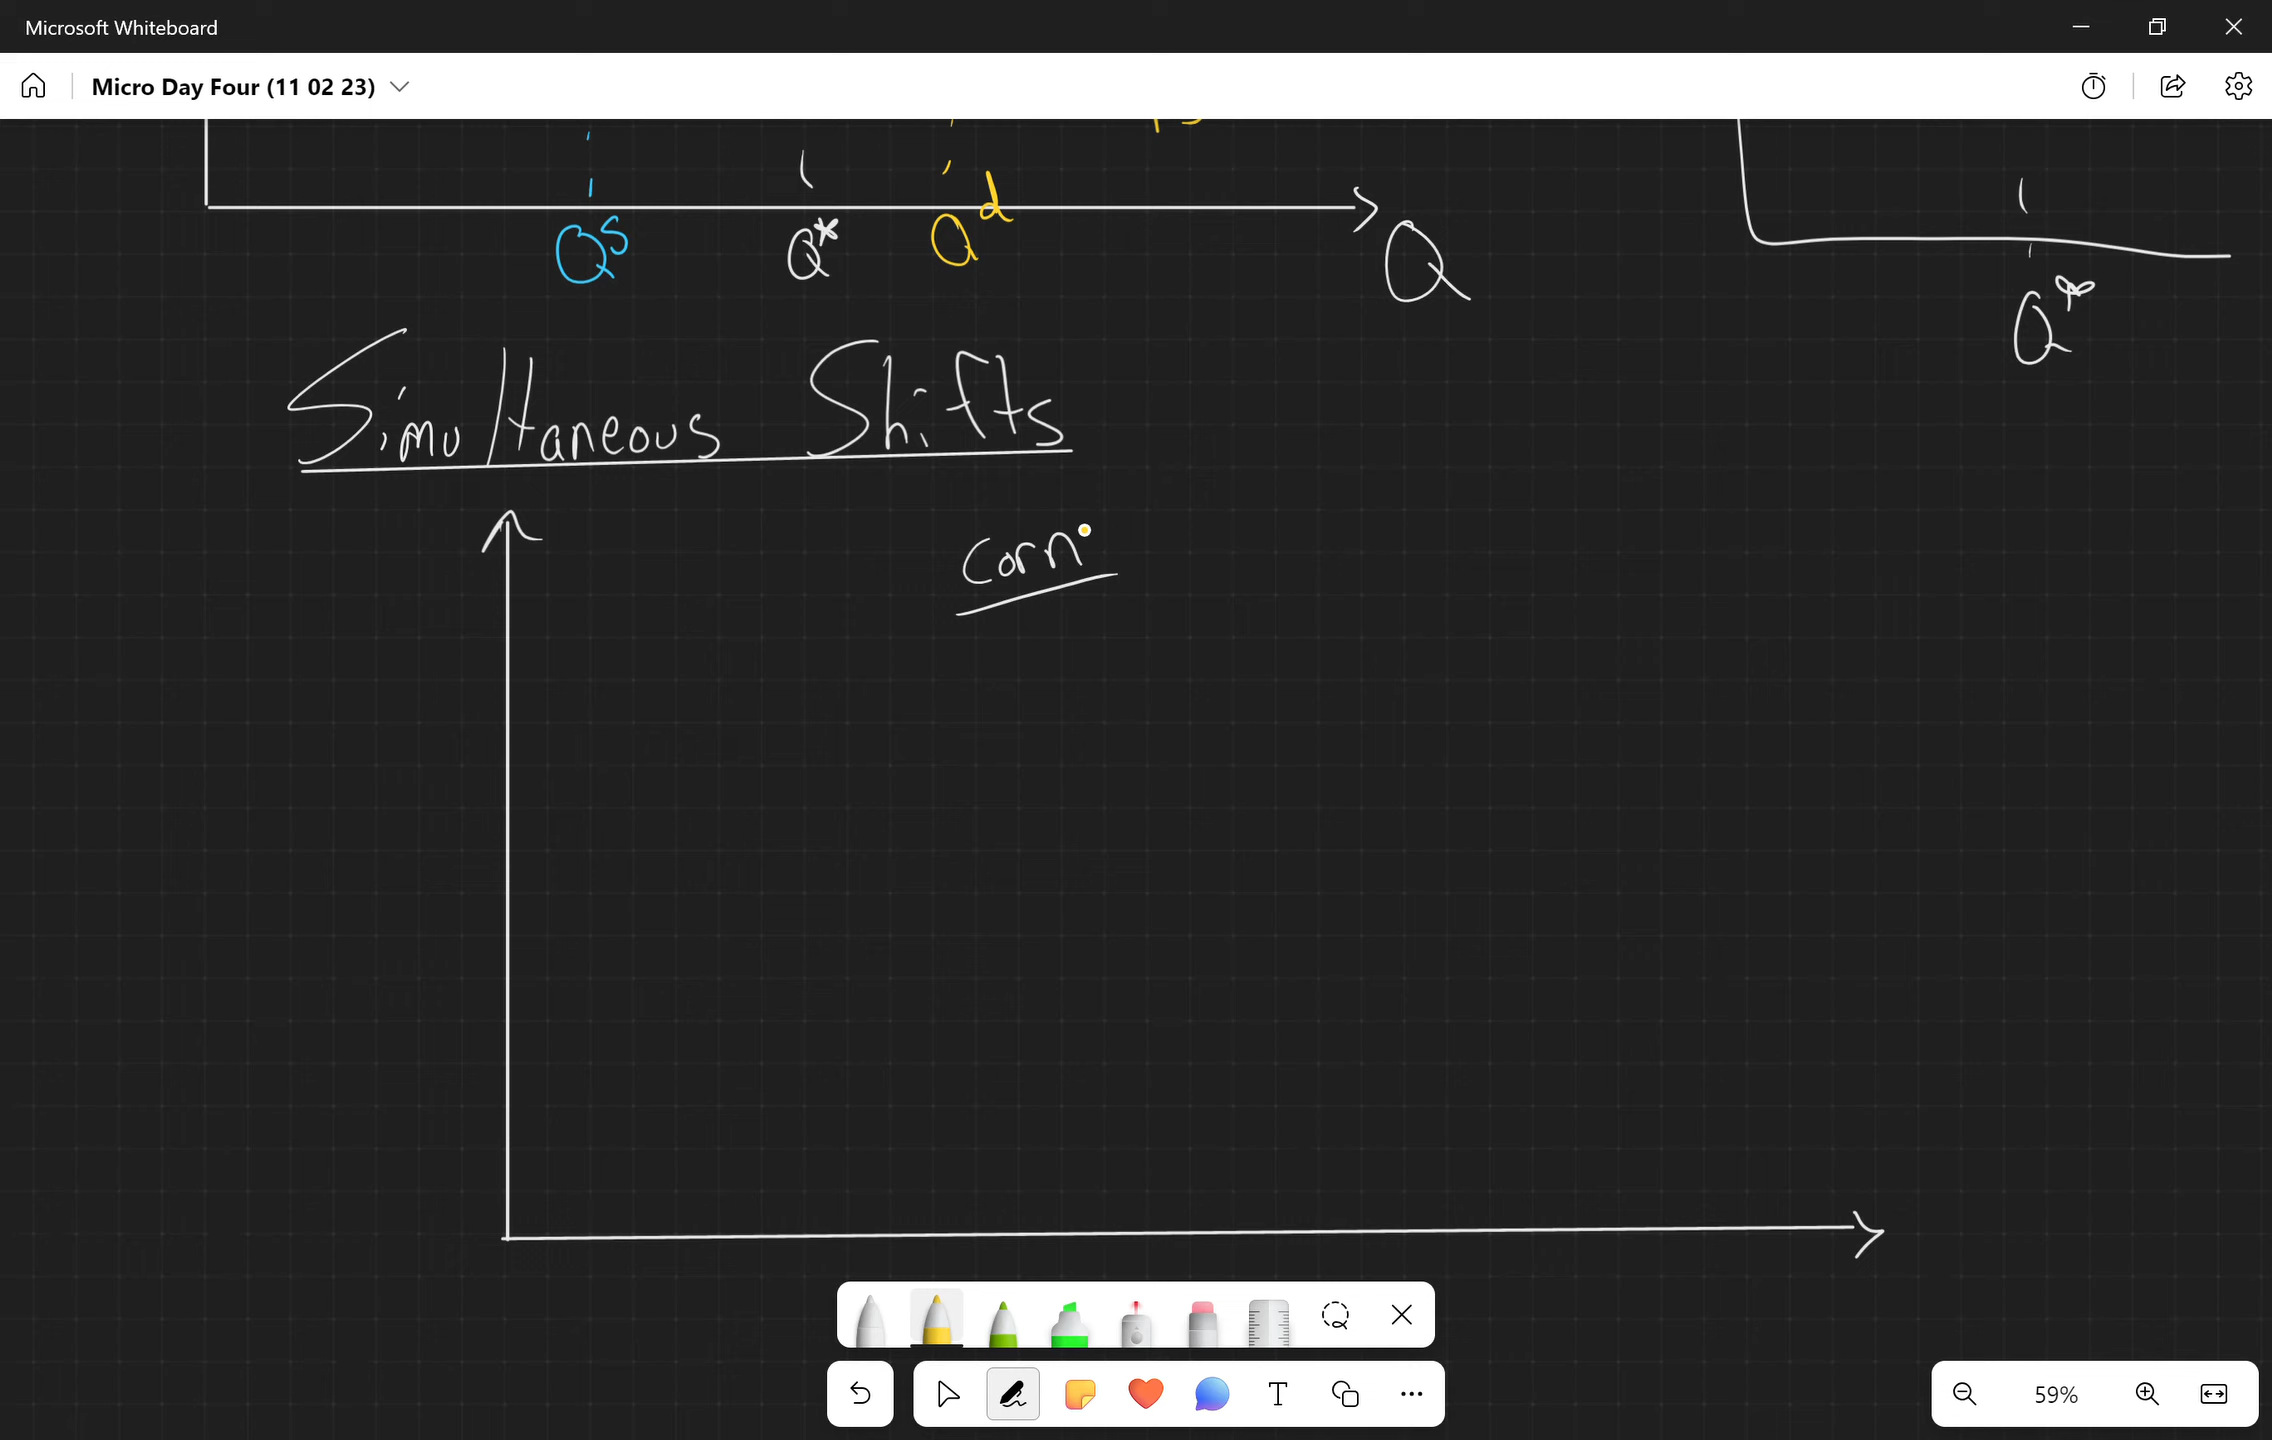 Microsoft Whiteboard
Micro Day Four (11 02 23)
Q^s Q* Q^d Q
Q*
Simultaneous Shifts
Corn
59%